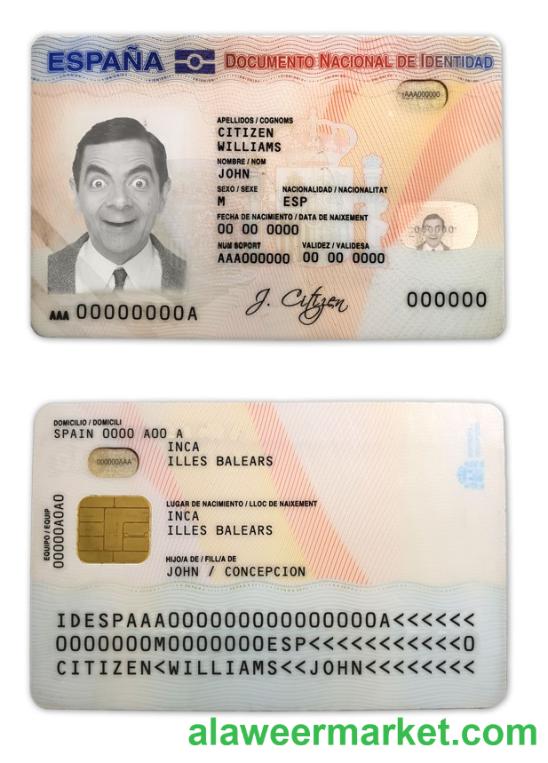 ESPAÑA DOCUMENTO NACIONAL DE IDENTIDAD
AAA000000
APELLIDOS / COGNOMS
CITIZEN
WILLIAMS
NOMBRE / NOM
JOHN
SEXO / SEXE NACIONALIDAD / NACIONALITAT
M ESP
FECHA DE NACIMIENTO / DATA DE NAIXEMENT
00 00 0000
NUM SOPORT VALIDEZ / VALIDESA
AAA000000 00 00 0000
AAA 00000000A J. Citizen 000000
DOMICILIO / DOMICILI
SPAIN 0000 A00 A
INCA
ILLES BALEARS
000000AAA
EQUIPO / EQUIP
00000A0A0
LUGAR DE NACIMIENTO / LLOC DE NAIXEMENT
INCA
ILLES BALEARS
HIJO/A DE / FILL/A DE
JOHN / CONCEPCION
IDESPAAA000000000000000A<<<<<<
0000000M0000000ESP<<<<<<<<<<<0
CITIZEN<WILLIAMS<<JOHN<<<<<<<<
alaweermarket.com